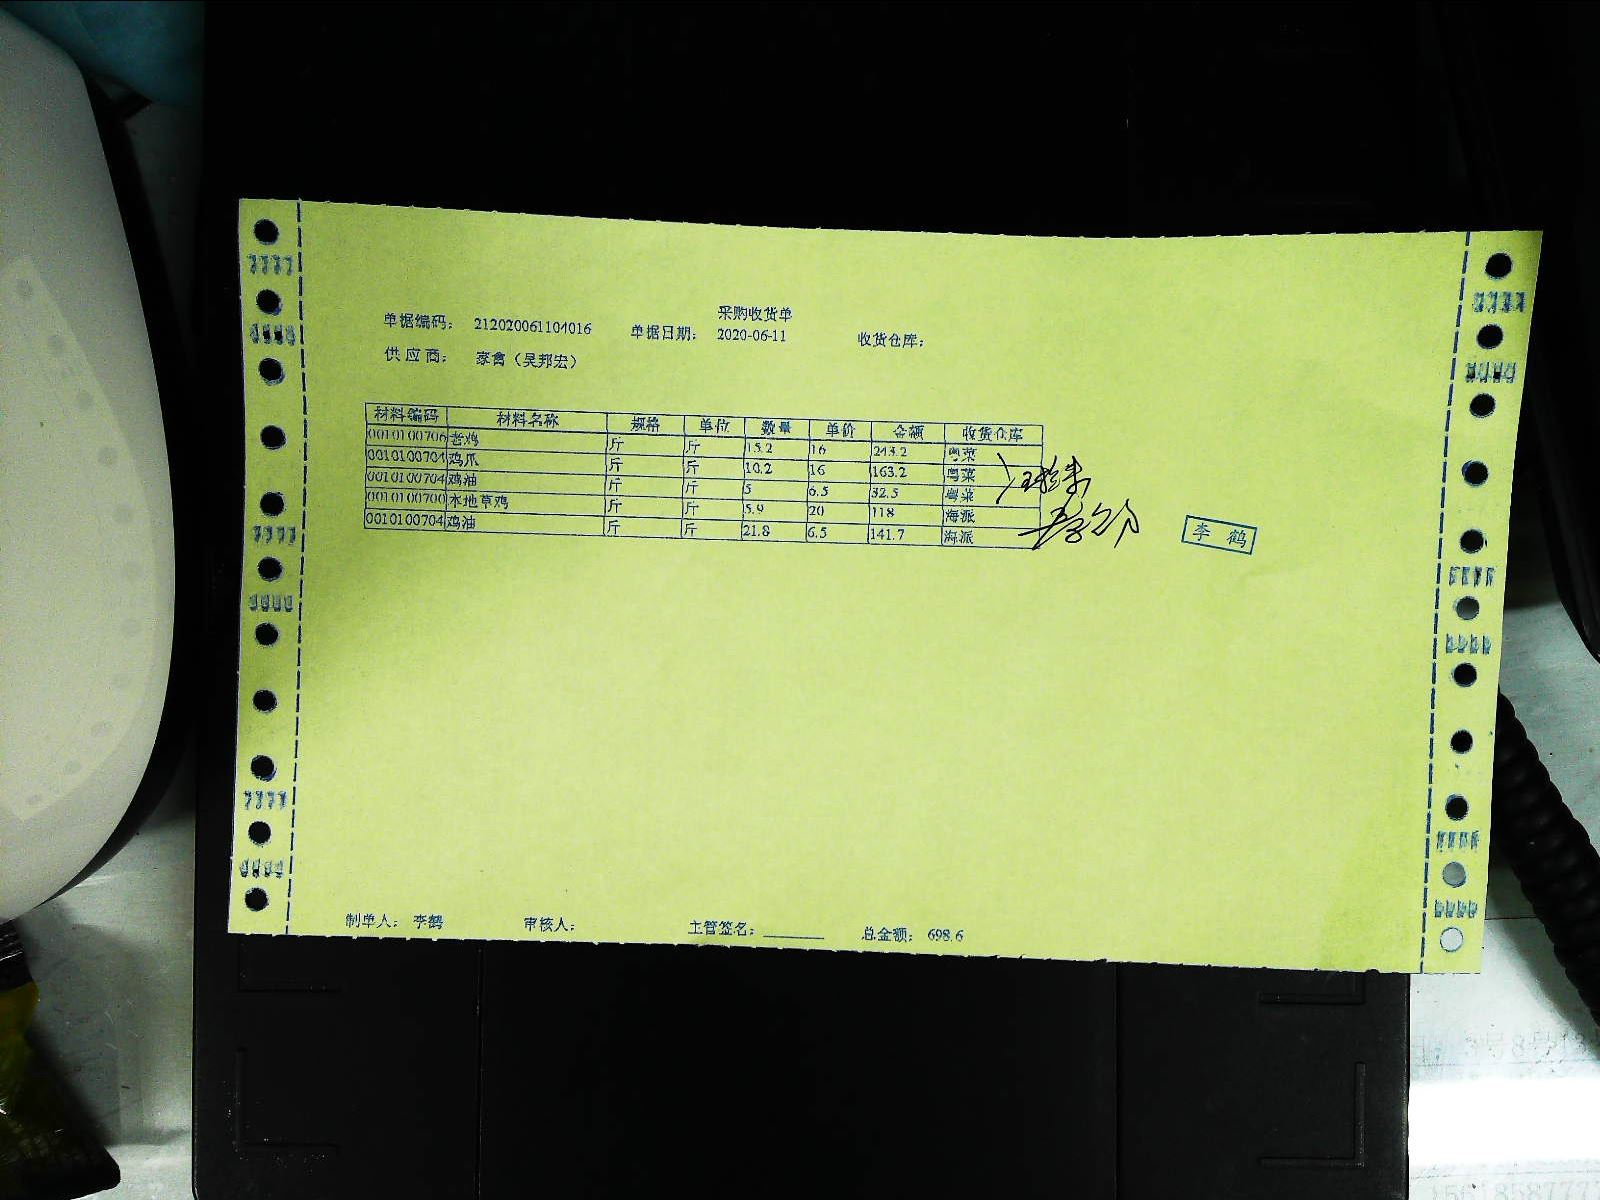 采购收货单
单据编码： 212020061104016 单据日期： 2020-06-11 收货仓库：
供应商： 家禽（吴邦宏）
材料编码 材料名称 规格 单位 数量 单价 金额 收货仓库
0010100706 老鸡 斤 斤 15.2 16 243.2 粤菜
0010100701 鸡爪 斤 斤 10.2 16 163.2 粤菜
0010100704 鸡油 斤 斤 5 6.5 32.5 粤菜
0010100700 本地草鸡 斤 斤 5.9 20 118 海派
0010100704 鸡油 斤 斤 21.8 6.5 141.7 海派
李鹤
制单人： 李鹤 审核人： 主管签名： 总金额： 698.6